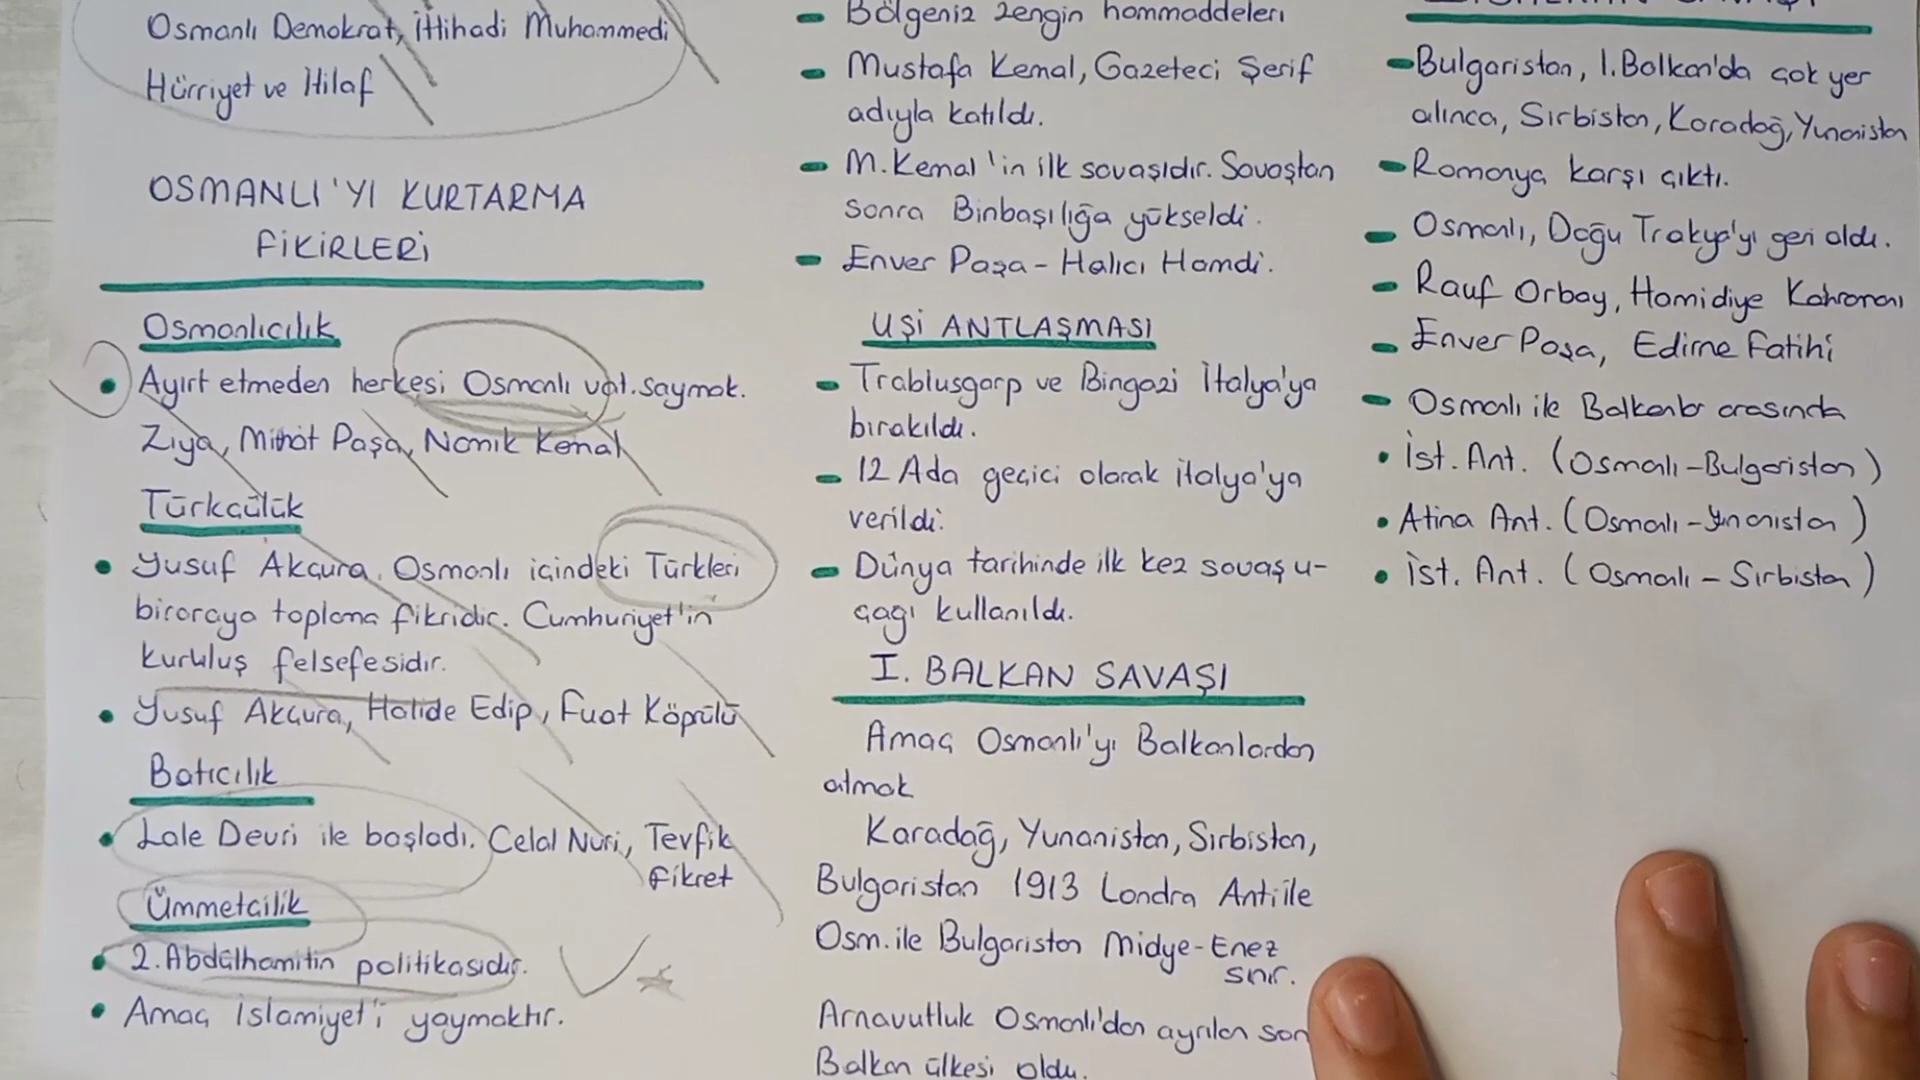 Osmanlı Demokrat, İttihadi Muhammedi
Hürriyet ve İtilaf
OSMANLI'YI KURTARMA
FİKİRLERİ
Osmanlıcılık
Ayırt etmeden herkesi Osmanlı vat. saymak.
Ziya, Mithat Paşa, Namık Kemal
Türkçülük
Yusuf Akçura, Osmanlı içindeki Türkleri
biraraya toplama fikridir. Cumhuriyet'in
kuruluş felsefesidir.
Yusuf Akçura, Halide Edip, Fuat Köprülü
Batıcılık
Lale Devri ile başladı. Celal Nuri, Tevfik
Fikret
Ümmetçilik
2. Abdülhamitin politikasıdır.
Amaç İslamiyet'i yaymaktır.
Bölgeniz zengin hammaddeleri
Mustafa Kemal, Gazeteci Şerif
adıyla katıldı.
M. Kemal'in ilk savaşıdır. Savaştan
sonra Binbaşılığa yükseldi.
Enver Paşa - Halıcı Hamdi.
UŞİ ANTLAŞMASI
Trablusgarp ve Bingazi İtalya'ya
bırakıldı.
12 Ada geçici olarak İtalya'ya
verildi.
Dünya tarihinde ilk kez savaş u-
çağı kullanıldı.
I. BALKAN SAVAŞI
Amaç Osmanlı'yı Balkanlardan
atmak
Karadağ, Yunanistan, Sırbistan,
Bulgaristan 1913 Londra Ant ile
Osm. ile Bulgaristan Midye-Enez
sınır.
Arnavutluk Osmanlı'dan ayrılan son
Balkan ülkesi oldu.
Bulgaristan, I. Balkan'da çok yer
alınca, Sırbistan, Karadağ, Yunanistan
Romanya karşı çıktı.
Osmanlı, Doğu Trakya'yı geri aldı.
Rauf Orbay, Hamidiye Kahramanı
Enver Paşa, Edirne Fatihi
Osmanlı ile Balkanlar arasında
İst. Ant. (Osmanlı - Bulgaristan)
Atina Ant. (Osmanlı - Yunanistan)
İst. Ant. (Osmanlı - Sırbistan)